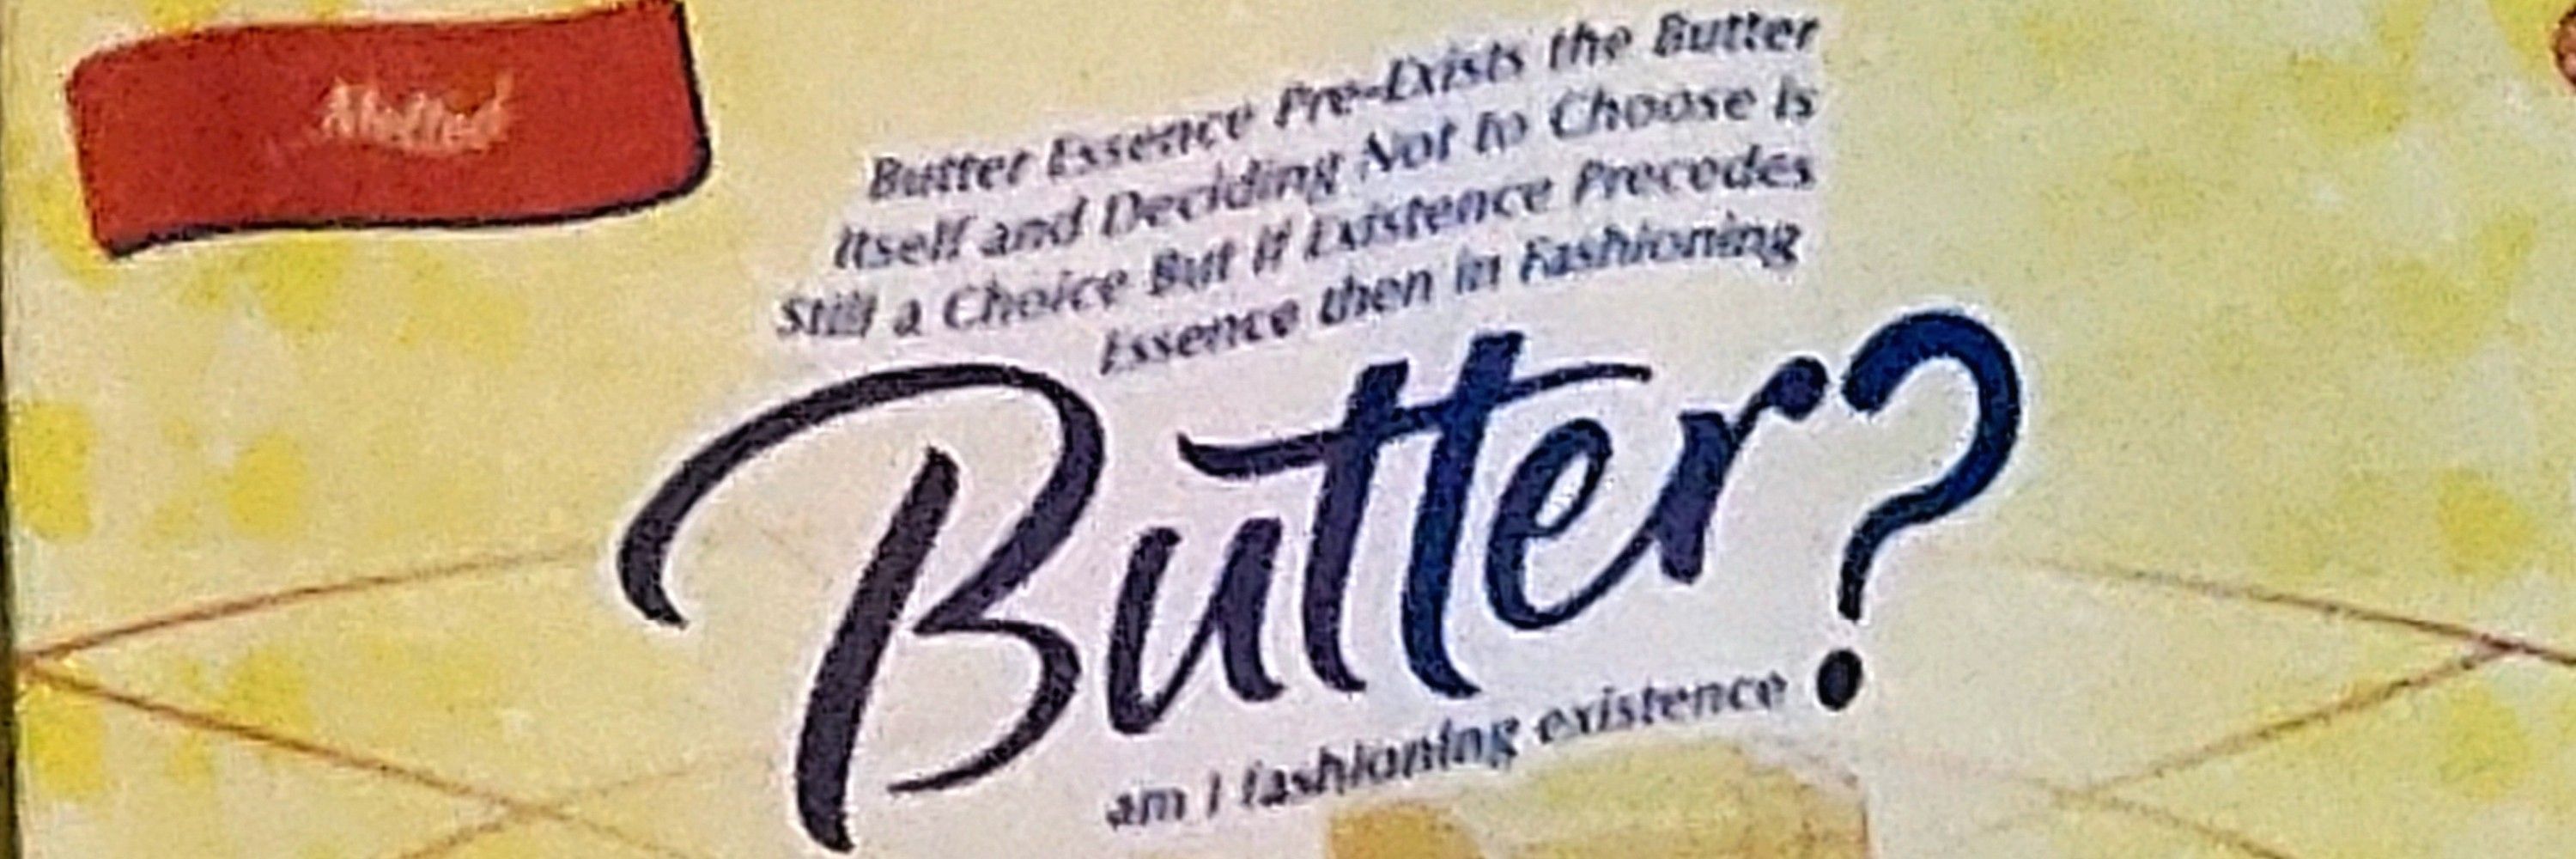 Melted
Butter Essence Pre-Exists the Butter
Itself and Deciding Not to Choose is
Still a Choice But if Existence Precedes
Essence then in Fashioning
Butter?
am I fashioning existence